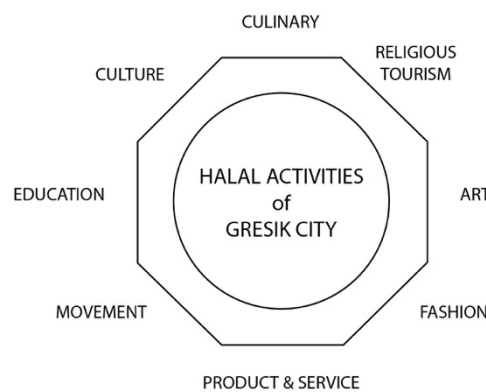 CULINARY
RELIGIOUS
TOURISM
CULTURE
HALAL ACTIVITIES
of
GRESIK CITY
EDUCATION
ART
MOVEMENT
FASHION
PRODUCT & SERVICE